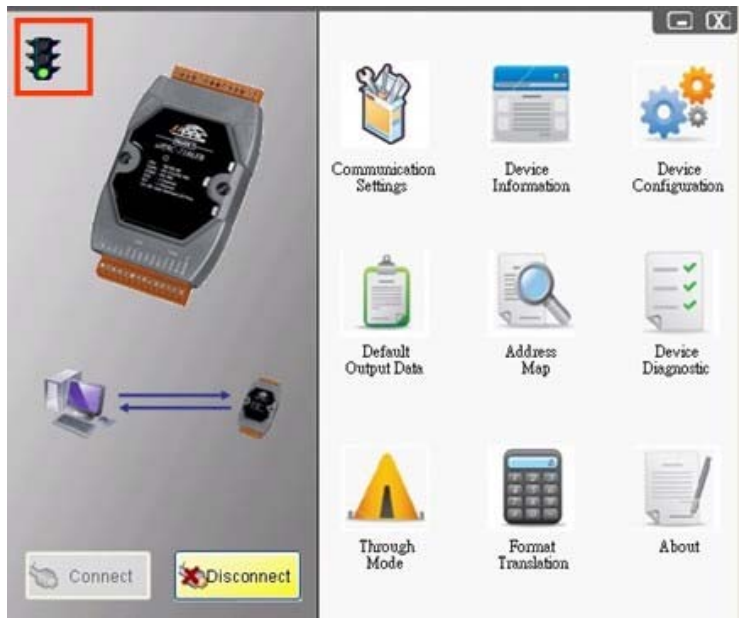 Communication
Settings
Device
Information
Device
Configuration
Default
Output Data
Address
Map
Device
Diagnostic
Through
Mode
Format
Translation
About
Connect
Disconnect